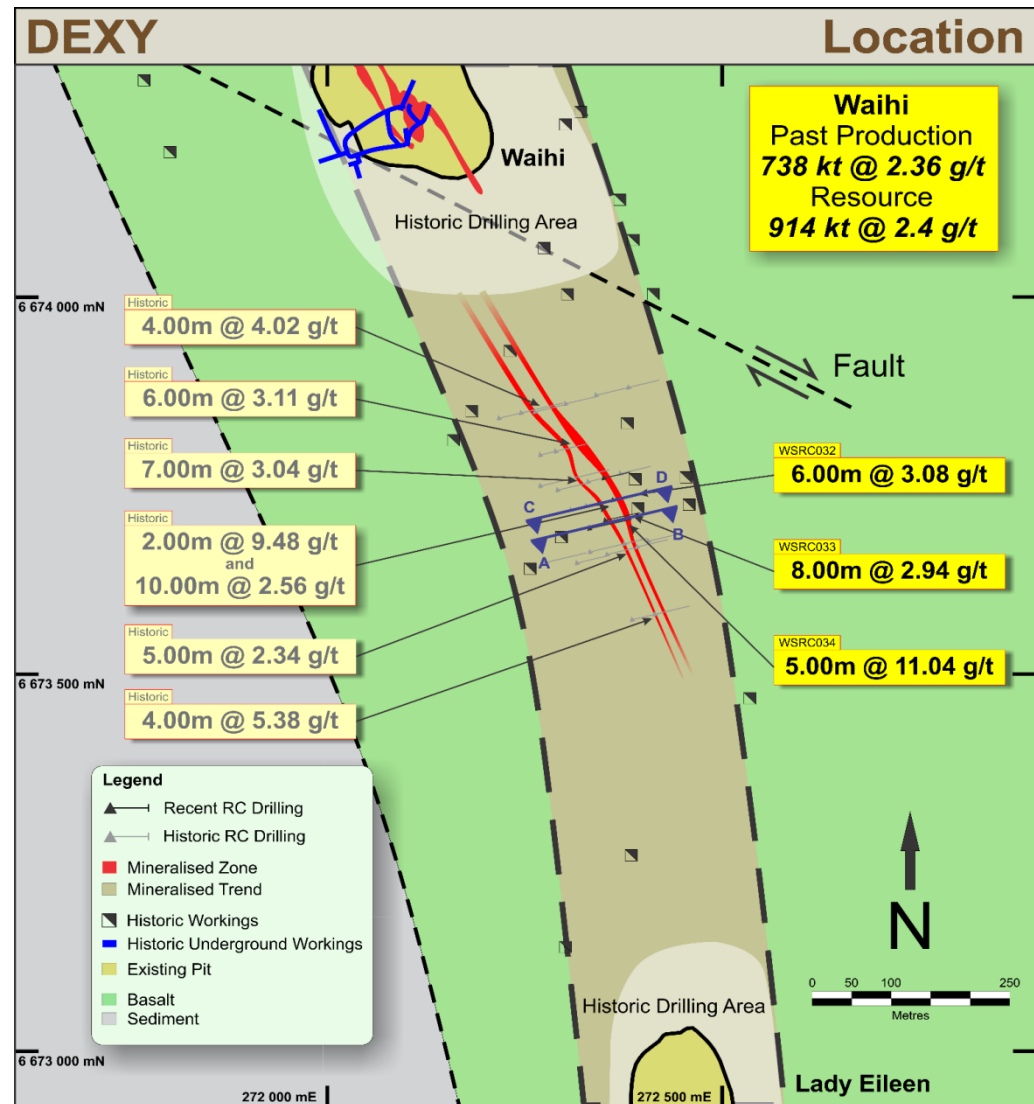 DEXY
Location
Waihi
Past Production
738 kt @ 2.36 g/t
Resource
914 kt @ 2.4 g/t
Waihi
Historic Drilling Area
6 674 000 mN
Fault
Historic
4.00m @ 4.02 g/t
Historic
6.00m @ 3.11 g/t
Historic
7.00m @ 3.04 g/t
Historic
2.00m @ 9.48 g/t
and
10.00m @ 2.56 g/t
Historic
5.00m @ 2.34 g/t
Historic
4.00m @ 5.38 g/t
C
D
A
B
WSRC032
6.00m @ 3.08 g/t
WSRC033
8.00m @ 2.94 g/t
WSRC034
5.00m @ 11.04 g/t
6 673 500 mN
Legend
Recent RC Drilling
Historic RC Drilling
Mineralised Zone
Mineralised Trend
Historic Workings
Historic Underground Workings
Existing Pit
Basalt
Sediment
N
0 50 100 250
Metres
Historic Drilling Area
6 673 000 mN
Lady Eileen
272 000 mE
272 500 mE